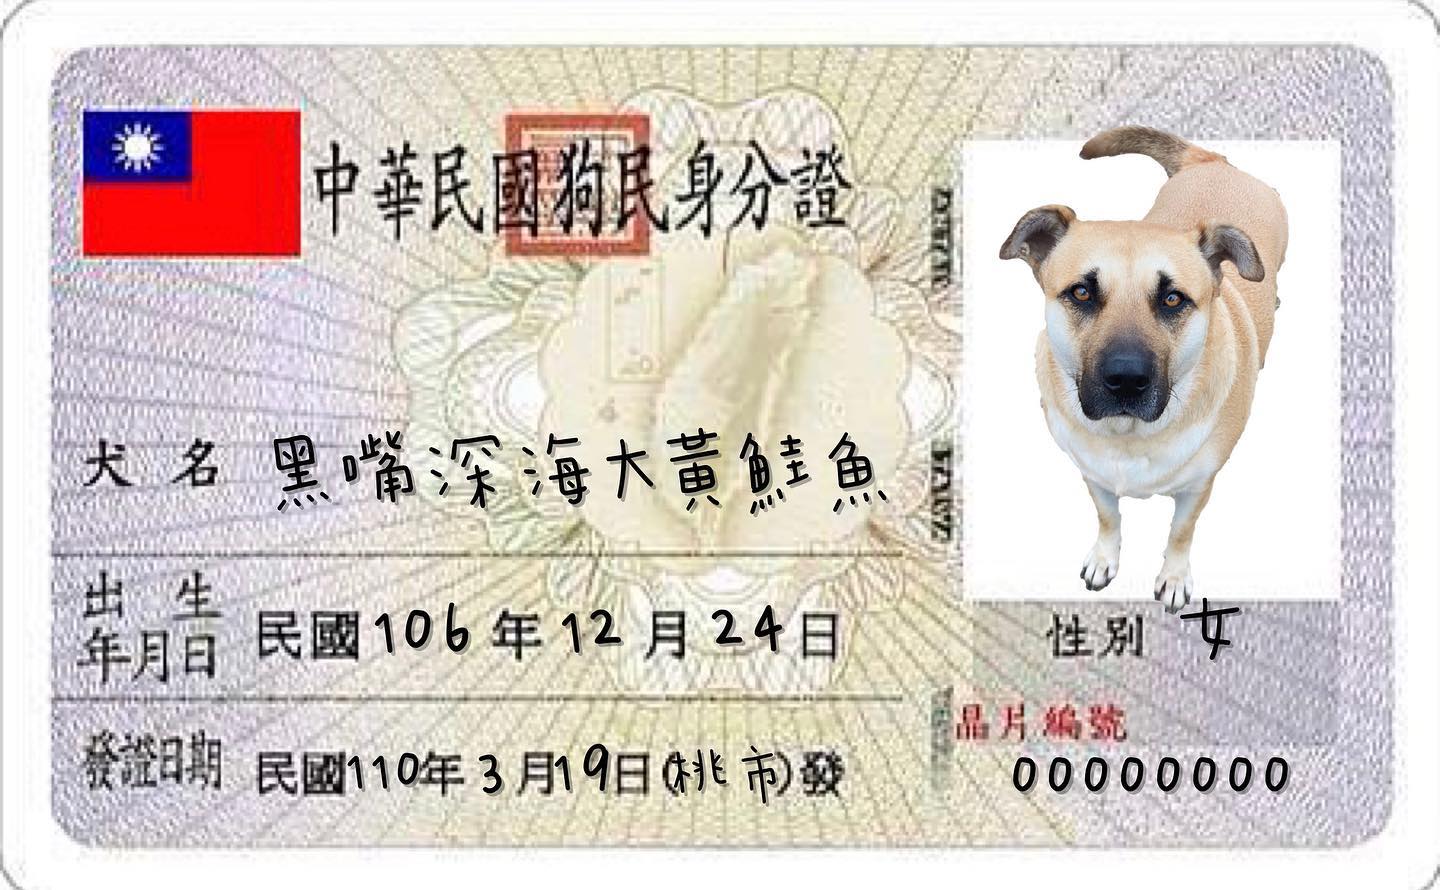 中華民國狗民身分證
犬名 黑嘴深海大黃鮭魚
出生年月日 民國106年12月24日
性別 女
發證日期 民國110年3月19日(桃市)發
晶片編號
00000000